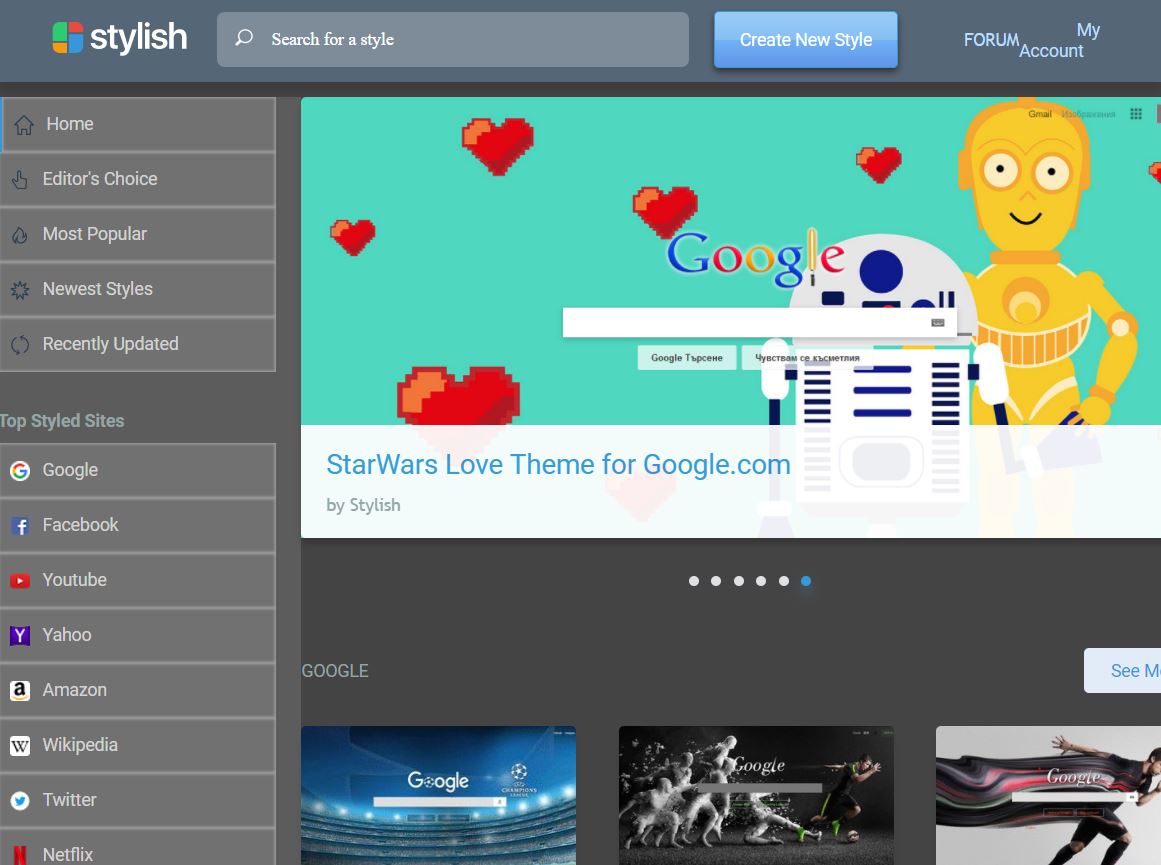 stylish
Search for a style
Create New Style
FORUM
My
Account
Home
Editor's Choice
Most Popular
Newest Styles
Recently Updated
Top Styled Sites
Google
Facebook
Youtube
Yahoo
Amazon
Wikipedia
Twitter
Netflix
Gmail Изображения
Google
Google Търсене
Чувствам се късметлия
StarWars Love Theme for Google.com
by Stylish
GOOGLE
See M
Google
CHAMPIONS
LEAGUE
Google
Google